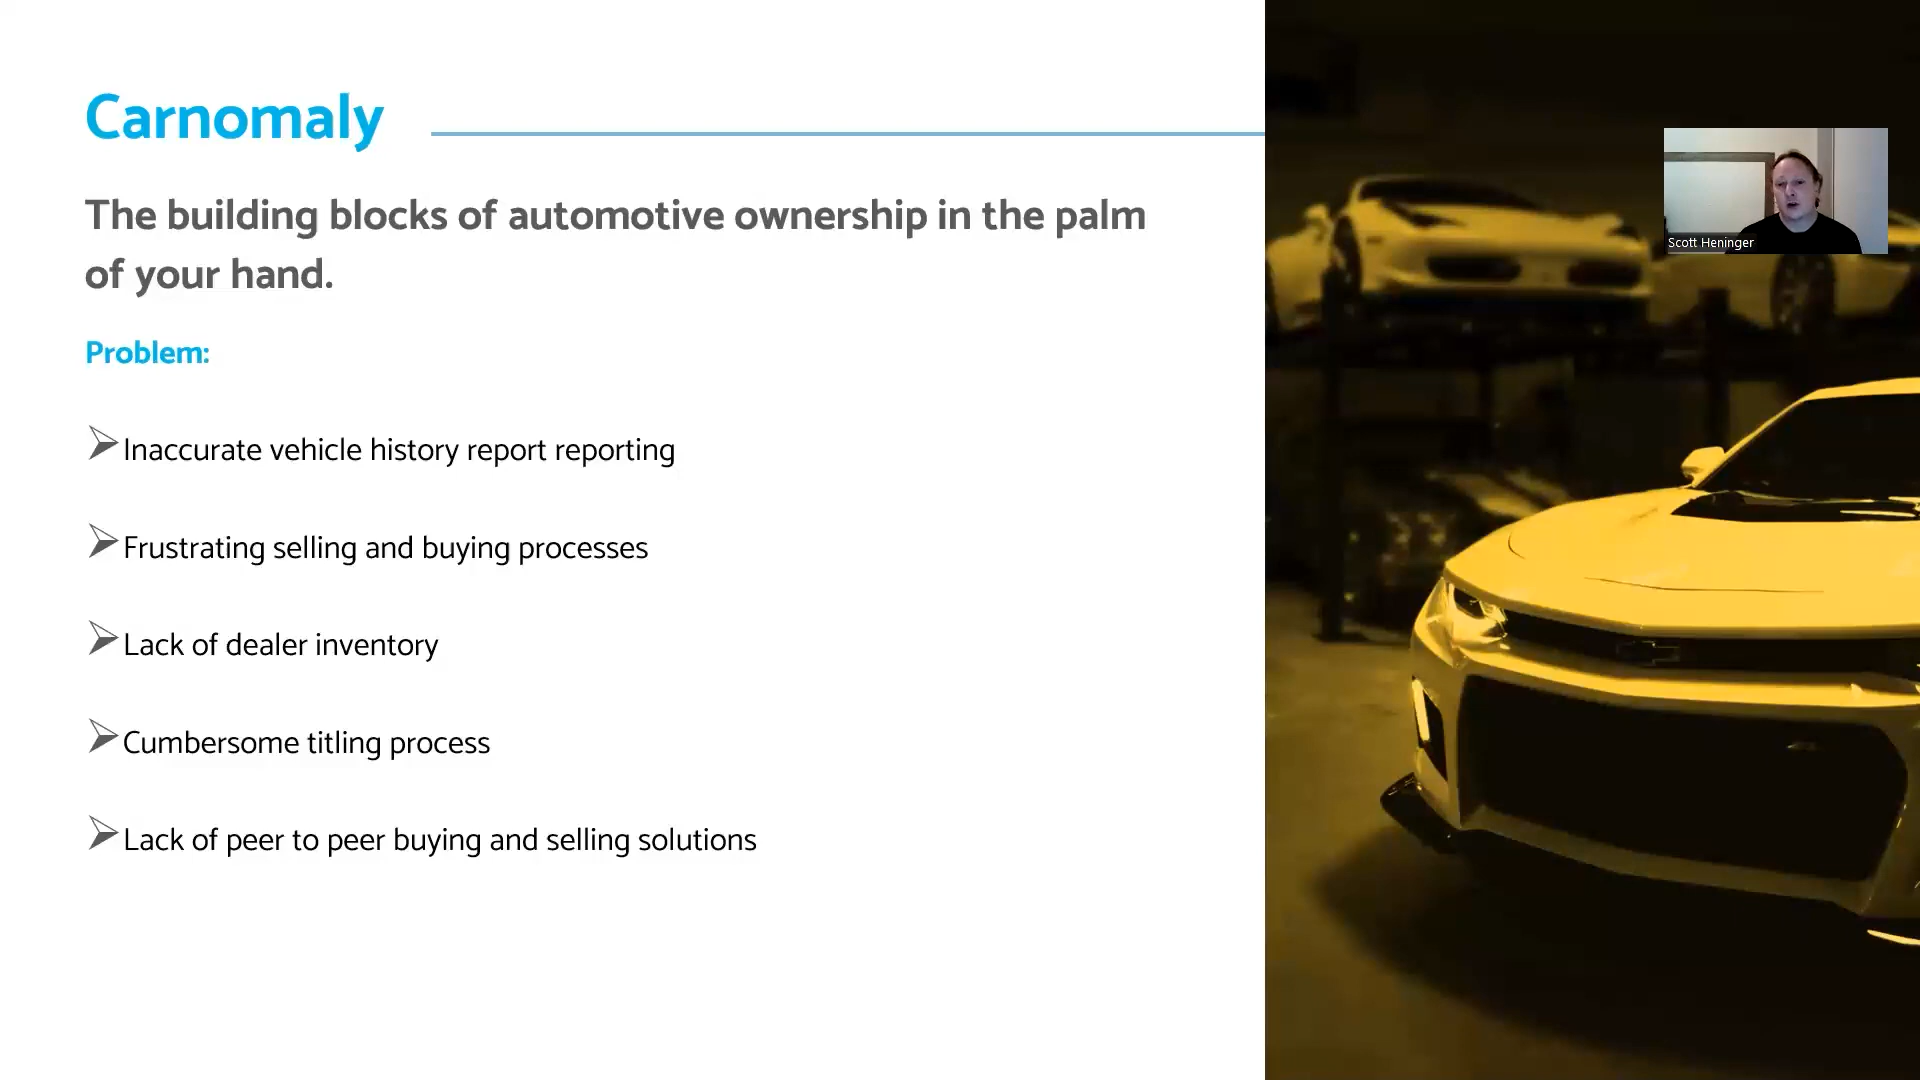 Carnomaly
The building blocks of automotive ownership in the palm
of your hand.
Problem:
Inaccurate vehicle history report reporting
Frustrating selling and buying processes
Lack of dealer inventory
Cumbersome titling process
Lack of peer to peer buying and selling solutions
Scott Heninger